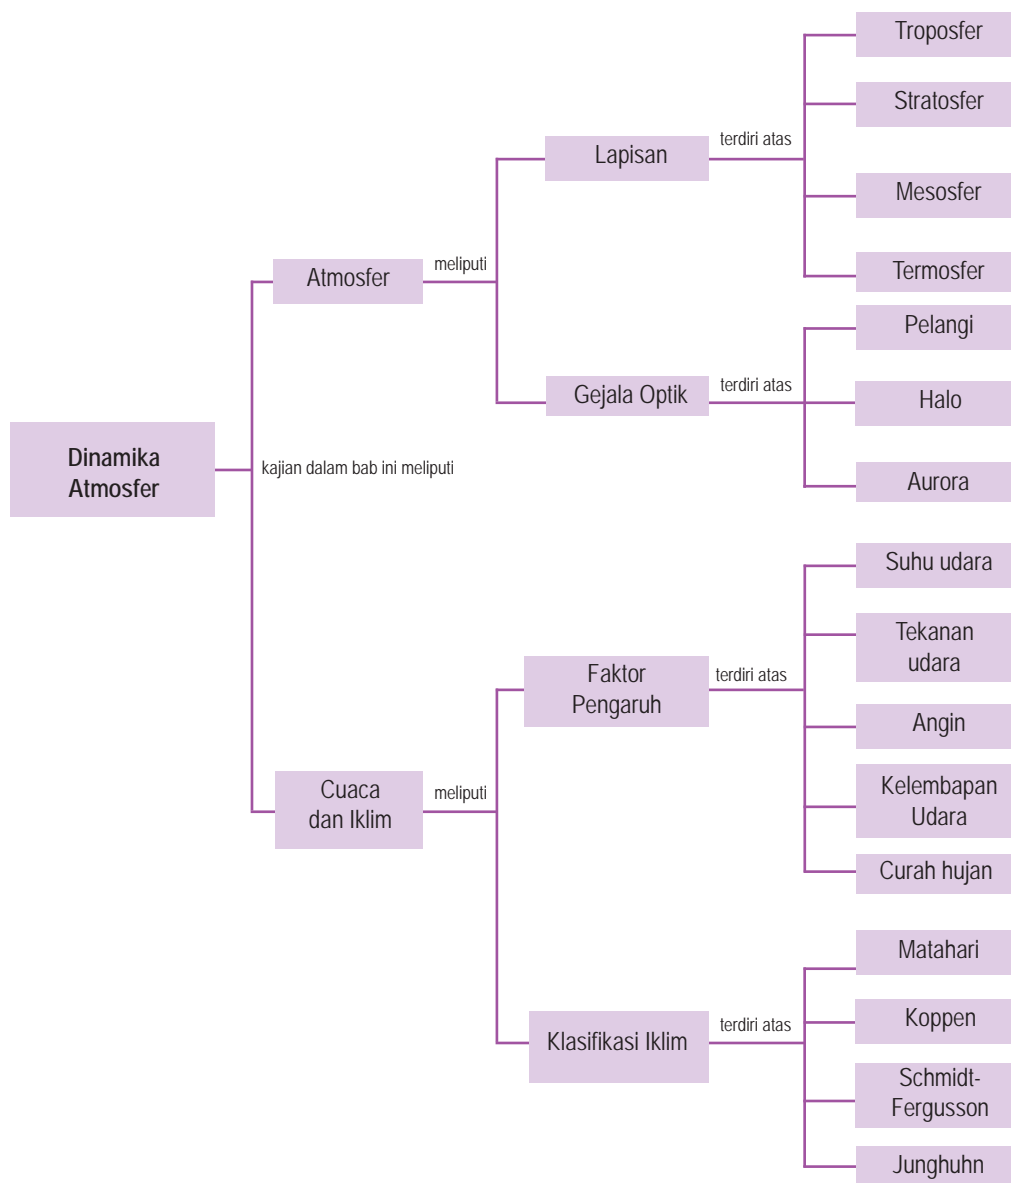 Dinamika
Atmosfer
kajian dalam bab ini meliputi
Atmosfer
meliputi
Lapisan
terdiri atas
Troposfer
Stratosfer
Mesosfer
Termosfer
Gejala Optik
terdiri atas
Pelangi
Halo
Aurora
Cuaca
dan Iklim
meliputi
Faktor
Pengaruh
terdiri atas
Suhu udara
Tekanan
udara
Angin
Kelembapan
Udara
Curah hujan
Klasifikasi Iklim
terdiri atas
Matahari
Koppen
Schmidt-
Fergusson
Junghuhn